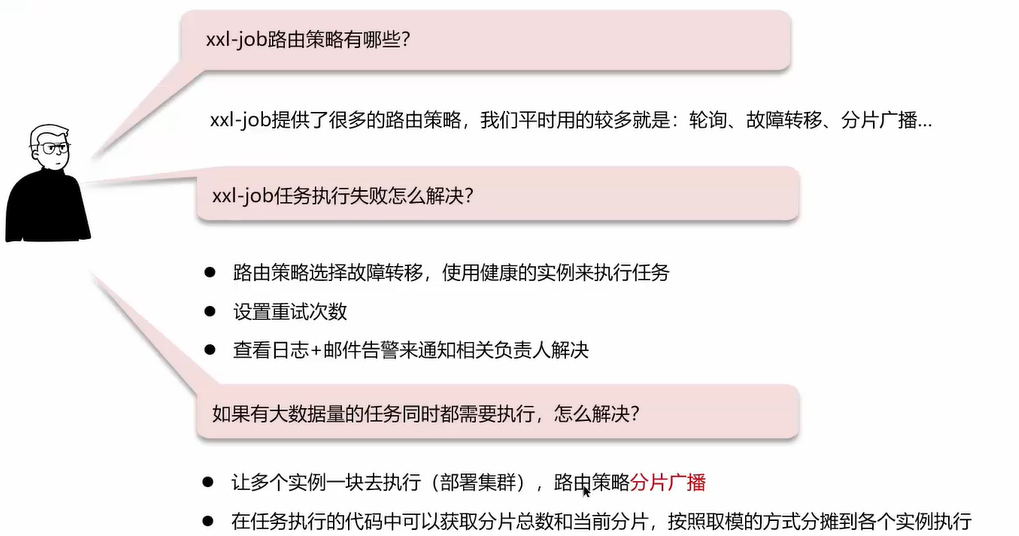 xxl-job路由策略有哪些？
xxl-job提供了很多的路由策略，我们平时用的较多就是：轮询、故障转移、分片广播…
xxl-job任务执行失败怎么解决？
路由策略选择故障转移，使用健康的实例来执行任务
设置重试次数
查看日志+邮件告警来通知相关负责人解决
如果有大数据量的任务同时都需要执行，怎么解决？
让多个实例一块去执行（部署集群），路由策略分片广播
在任务执行的代码中可以获取分片总数和当前分片，按照取模的方式分摊到各个实例执行